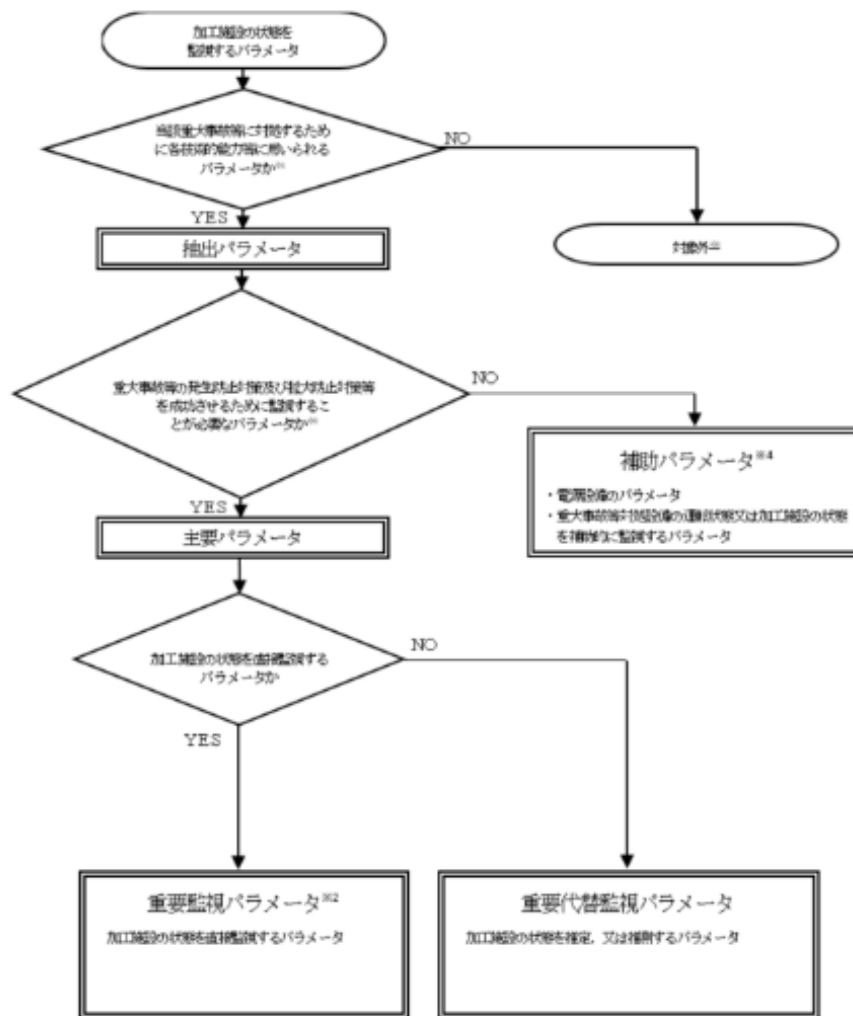 加工施設の状態を
監視するパラメータ
当該重大事故等に対処するため
に各技術的能力等に用いられる
パラメータか
NO
YES
抽出パラメータ
対象外
重大事故等の発生防止対策及び拡大防止対策等
を成功させるために監視するこ
とが必要なパラメータか
NO
YES
補助パラメータ※4
・電源設備のパラメータ
・重大事故等対処設備の運転状態又は加工施設の状態
を補助的に監視するパラメータ
主要パラメータ
加工施設の状態を直接監視する
パラメータか
NO
YES
重要監視パラメータ※2
加工施設の状態を直接監視するパラメータ
重要代替監視パラメータ
加工施設の状態を推定、又は推測するパラメータ